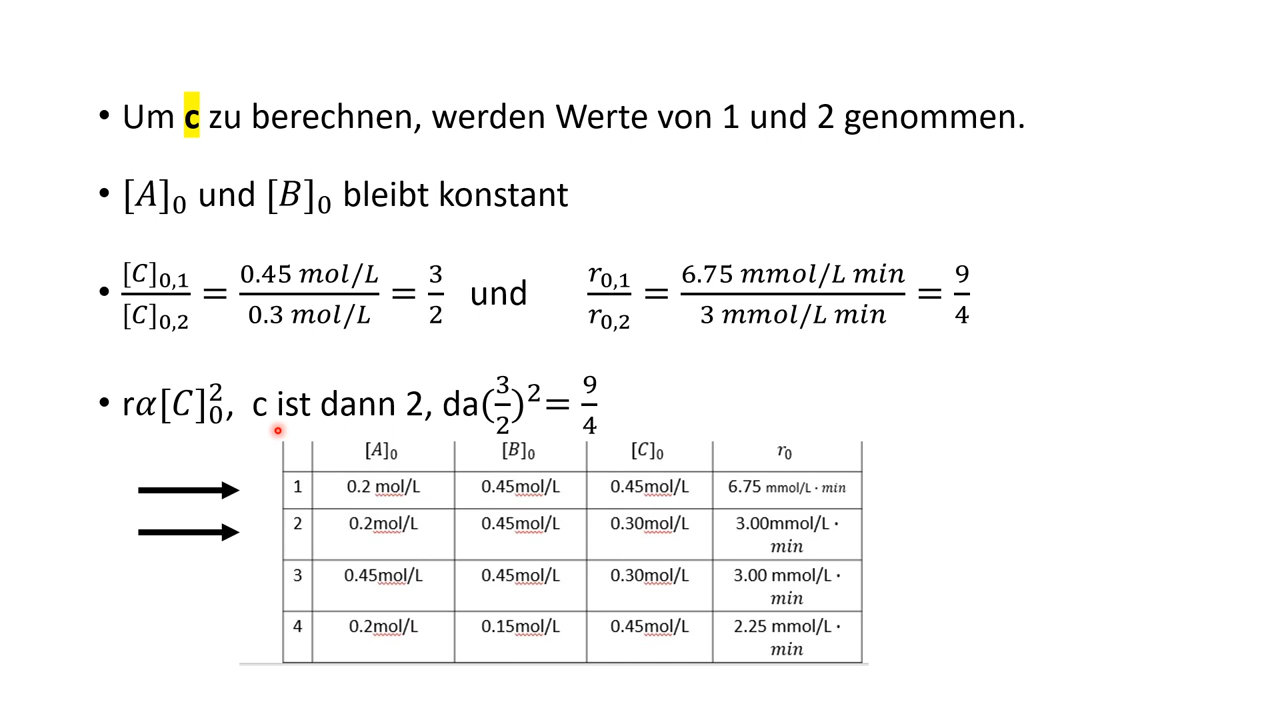 • Um c zu berechnen, werden Werte von 1 und 2 genommen.
• [A]₀ und [B]₀ bleibt konstant
• [C]₀,₁ / [C]₀,₂ = 0.45 mol/L / 0.3 mol/L = 3/2 und r₀,₁ / r₀,₂ = 6.75 mmol/L min / 3 mmol/L min = 9/4
• rα[C]₀², c ist dann 2, da(3/2)²= 9/4
[A]₀ [B]₀ [C]₀ r₀
1 0.2 mol/L 0.45mol/L 0.45mol/L 6.75 mmol/L · min
2 0.2mol/L 0.45mol/L 0.30mol/L 3.00mmol/L ·
min
3 0.45mol/L 0.45mol/L 0.30mol/L 3.00 mmol/L ·
min
4 0.2mol/L 0.15mol/L 0.45mol/L 2.25 mmol/L ·
min